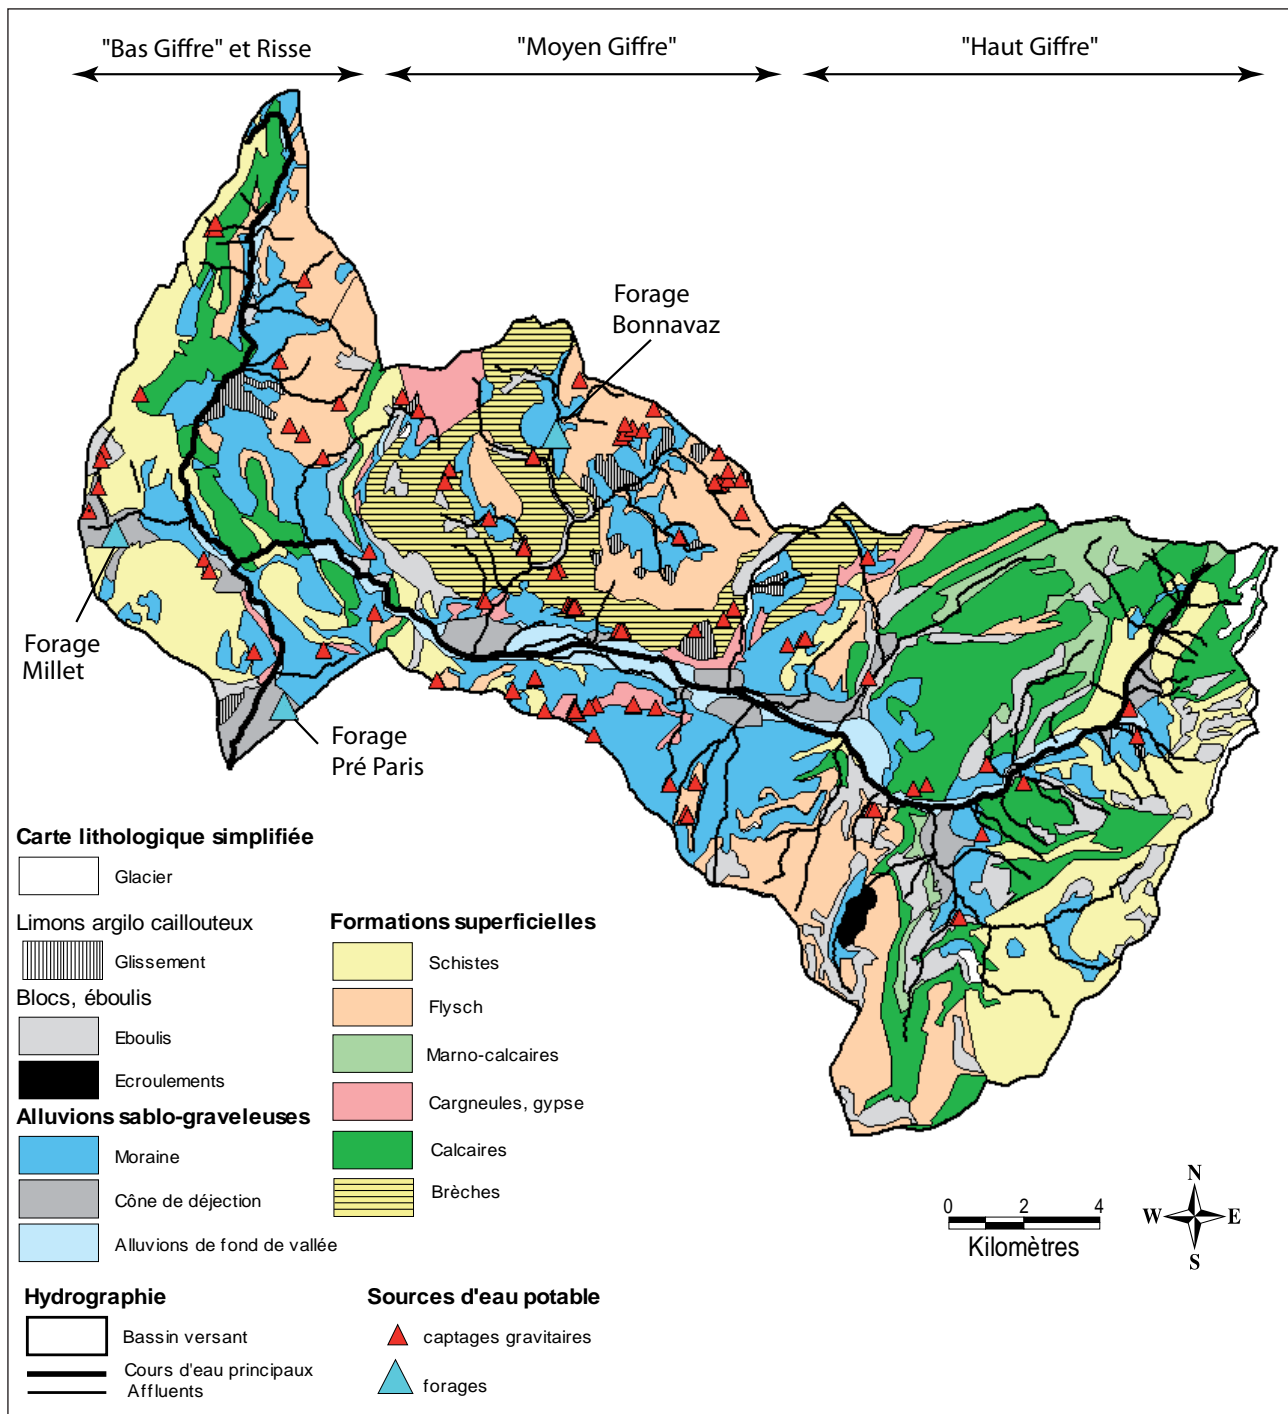 "Bas Giffre" et Risse
"Moyen Giffre"
"Haut Giffre"
Forage
Bonnavaz
Forage
Millet
Forage
Pré Paris
Carte lithologique simplifiée
Glacier
Limons argilo caillouteux
Glissement
Blocs, éboulis
Eboulis
Ecroulements
Alluvions sablo-graveleuses
Moraine
Cône de déjection
Alluvions de fond de vallée
Formations superficielles
Schistes
Flysch
Marno-calcaires
Cargneules, gypse
Calcaires
Brèches
Hydrographie
Bassin versant
Cours d'eau principaux
Affluents
Sources d'eau potable
captages gravitaires
forages
0 2 4
Kilomètres
N
W E
S